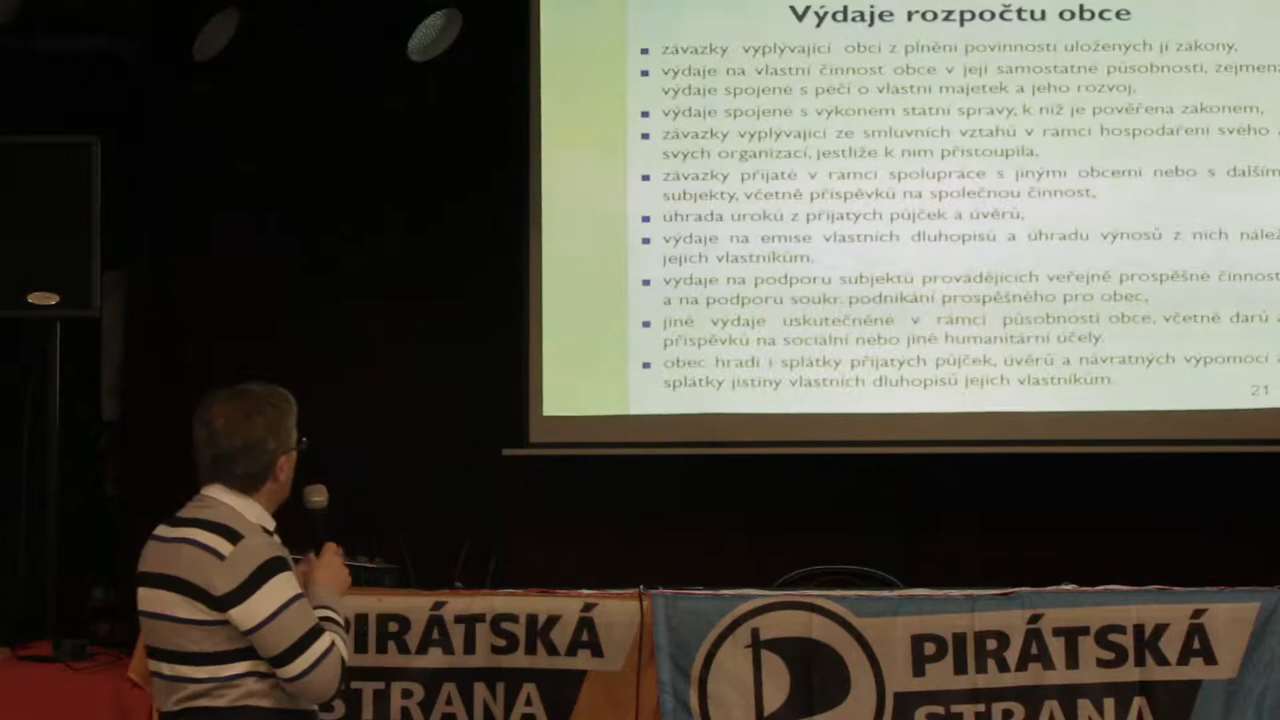 Výdaje rozpočtu obce
závazky vyplývající obci z plnění povinností uložených jí zákony,
výdaje na vlastní činnost obce v její samostatné působnosti, zejména
výdaje spojené s péčí o vlastní majetek a jeho rozvoj,
výdaje spojené s výkonem státní správy, k níž je pověřena zákonem,
závazky vyplývající ze smluvních vztahů v rámci hospodaření svého a
svých organizací, jestliže k nim přistoupila,
závazky přijaté v rámci spolupráce s jinými obcemi nebo s dalším
subjekty, včetně příspěvků na společnou činnost,
úhrada úroků z přijatých půjček a úvěrů,
výdaje na emise vlastních dluhopisů a úhradu výnosů z nich nálež
jejich vlastníkům,
výdaje na podporu subjektů provádějících veřejně prospěšné činnost
a na podporu soukr. podnikání prospěšného pro obec,
jiné výdaje uskutečněné v rámci působnosti obce, včetně darů a
příspěvků na sociální nebo jiné humanitární účely.
obec hradí i splátky přijatých půjček, úvěrů a návratných výpomocí a
splátky jistiny vlastních dluhopisů jejich vlastníkům.
21
PIRÁTSKÁ
STRANA
PIRÁTSKÁ
STRANA